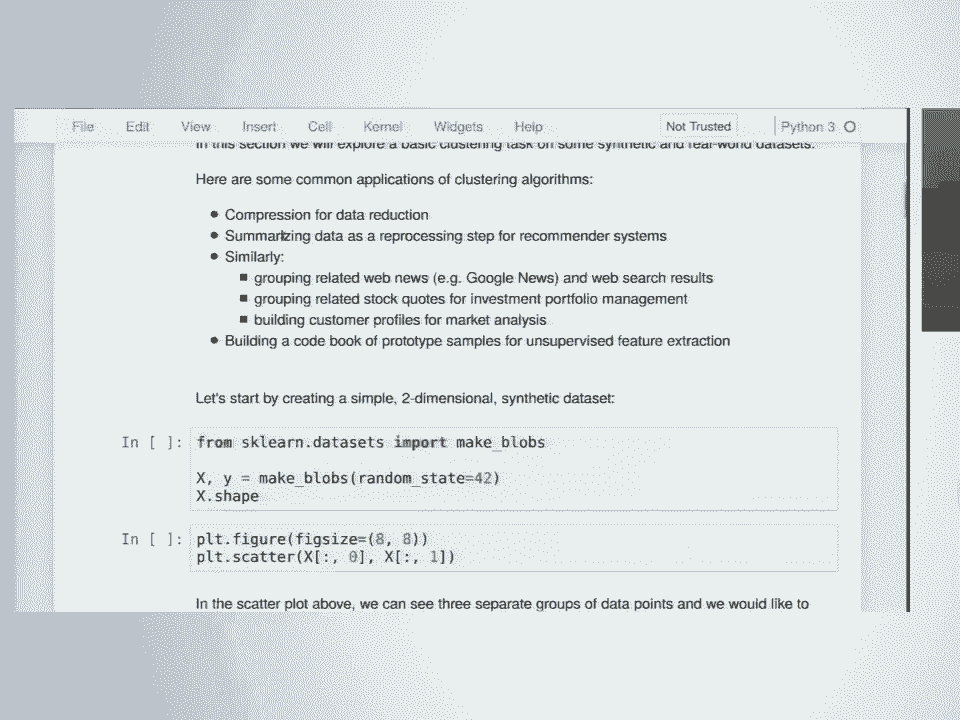 File Edit View Insert Cell Kernel Widgets Help Not Trusted Python 3
In this section we will explore a basic clustering task on some synthetic and real-world datasets.
Here are some common applications of clustering algorithms:
Compression for data reduction
Summarizing data as a reprocessing step for recommender systems
Similarly:
grouping related web news (e.g. Google News) and web search results
grouping related stock quotes for investment portfolio management
building customer profiles for market analysis
Building a code book of prototype samples for unsupervised feature extraction
Let's start by creating a simple, 2-dimensional, synthetic dataset:
In [ ]: from sklearn.datasets import make_blobs
X, y = make_blobs(random_state=42)
X.shape
In [ ]: plt.figure(figsize=(8, 8))
plt.scatter(X[:, 0], X[:, 1])
In the scatter plot above, we can see three separate groups of data points and we would like to